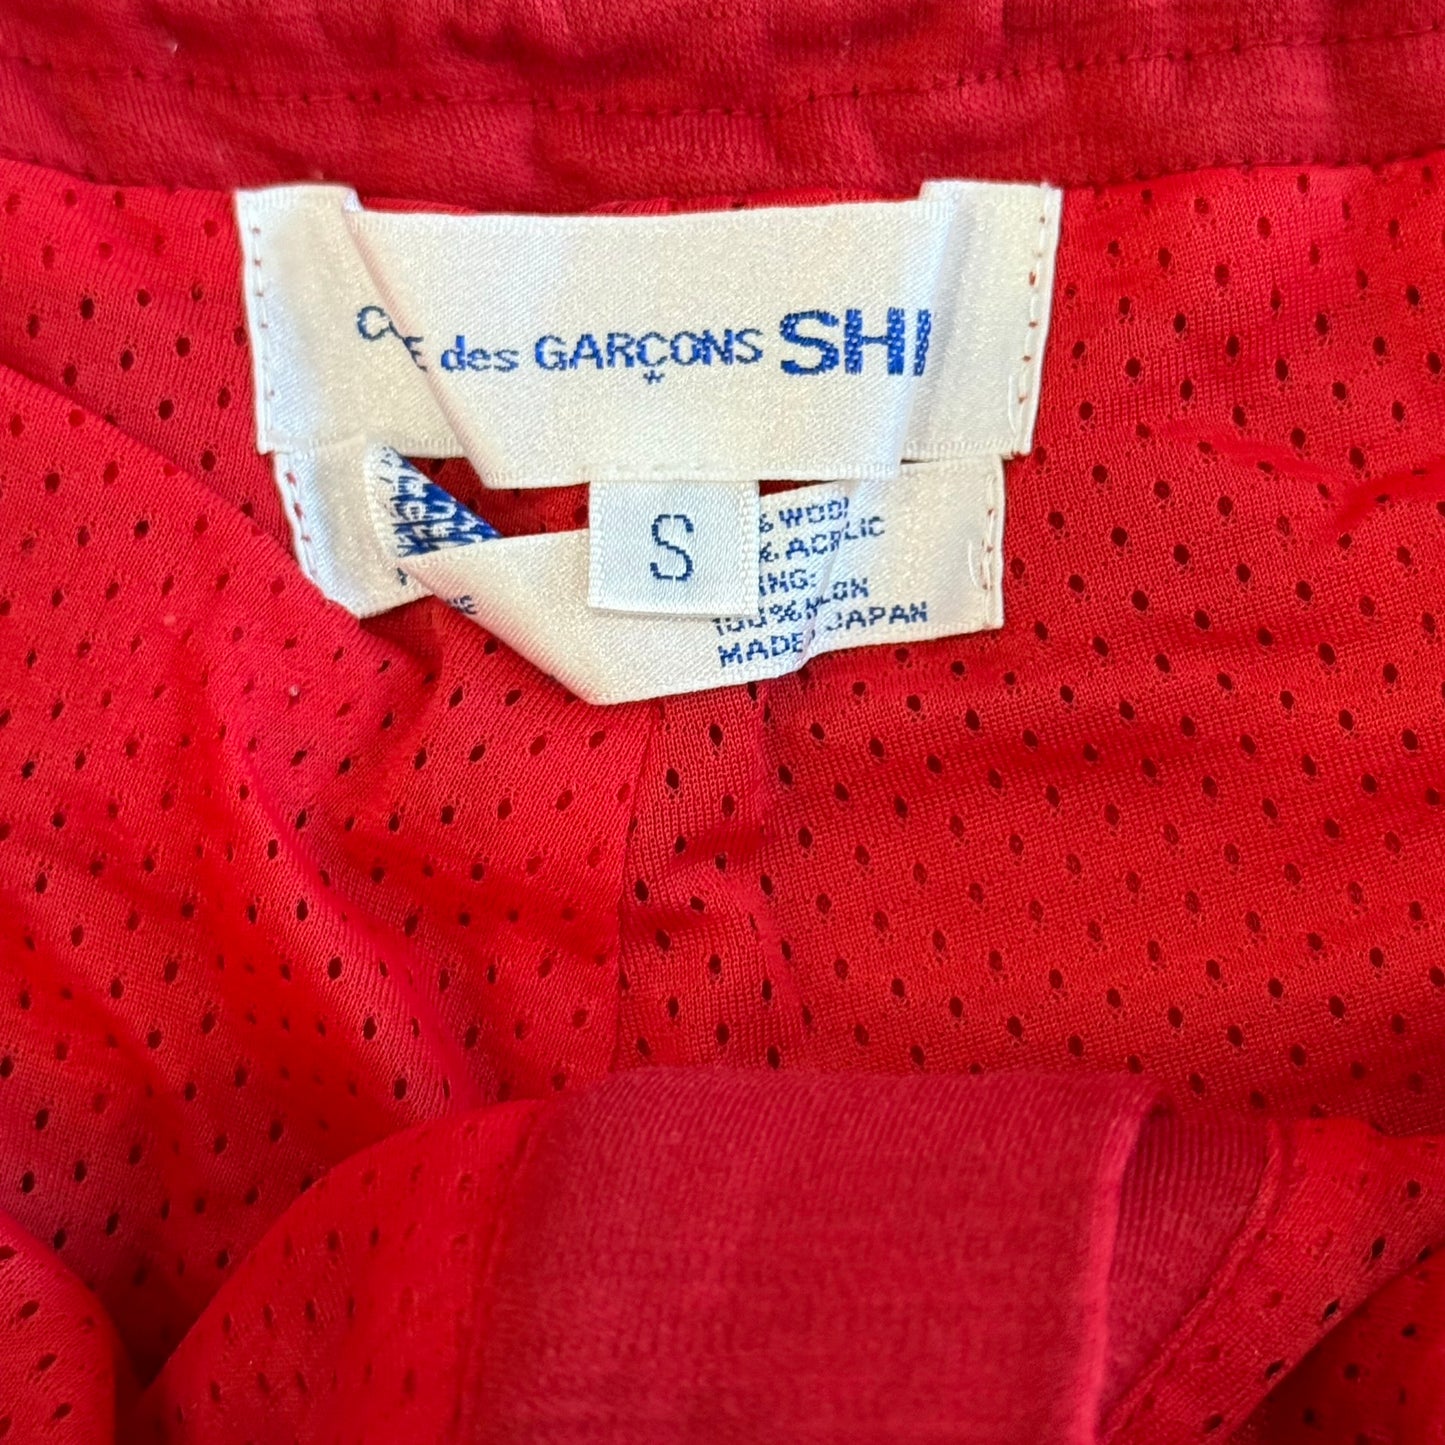 des GARÇONS SHI
*
S
% WOOL
% ACRYLIC
ING:
100% NYLON
MADE JAPAN